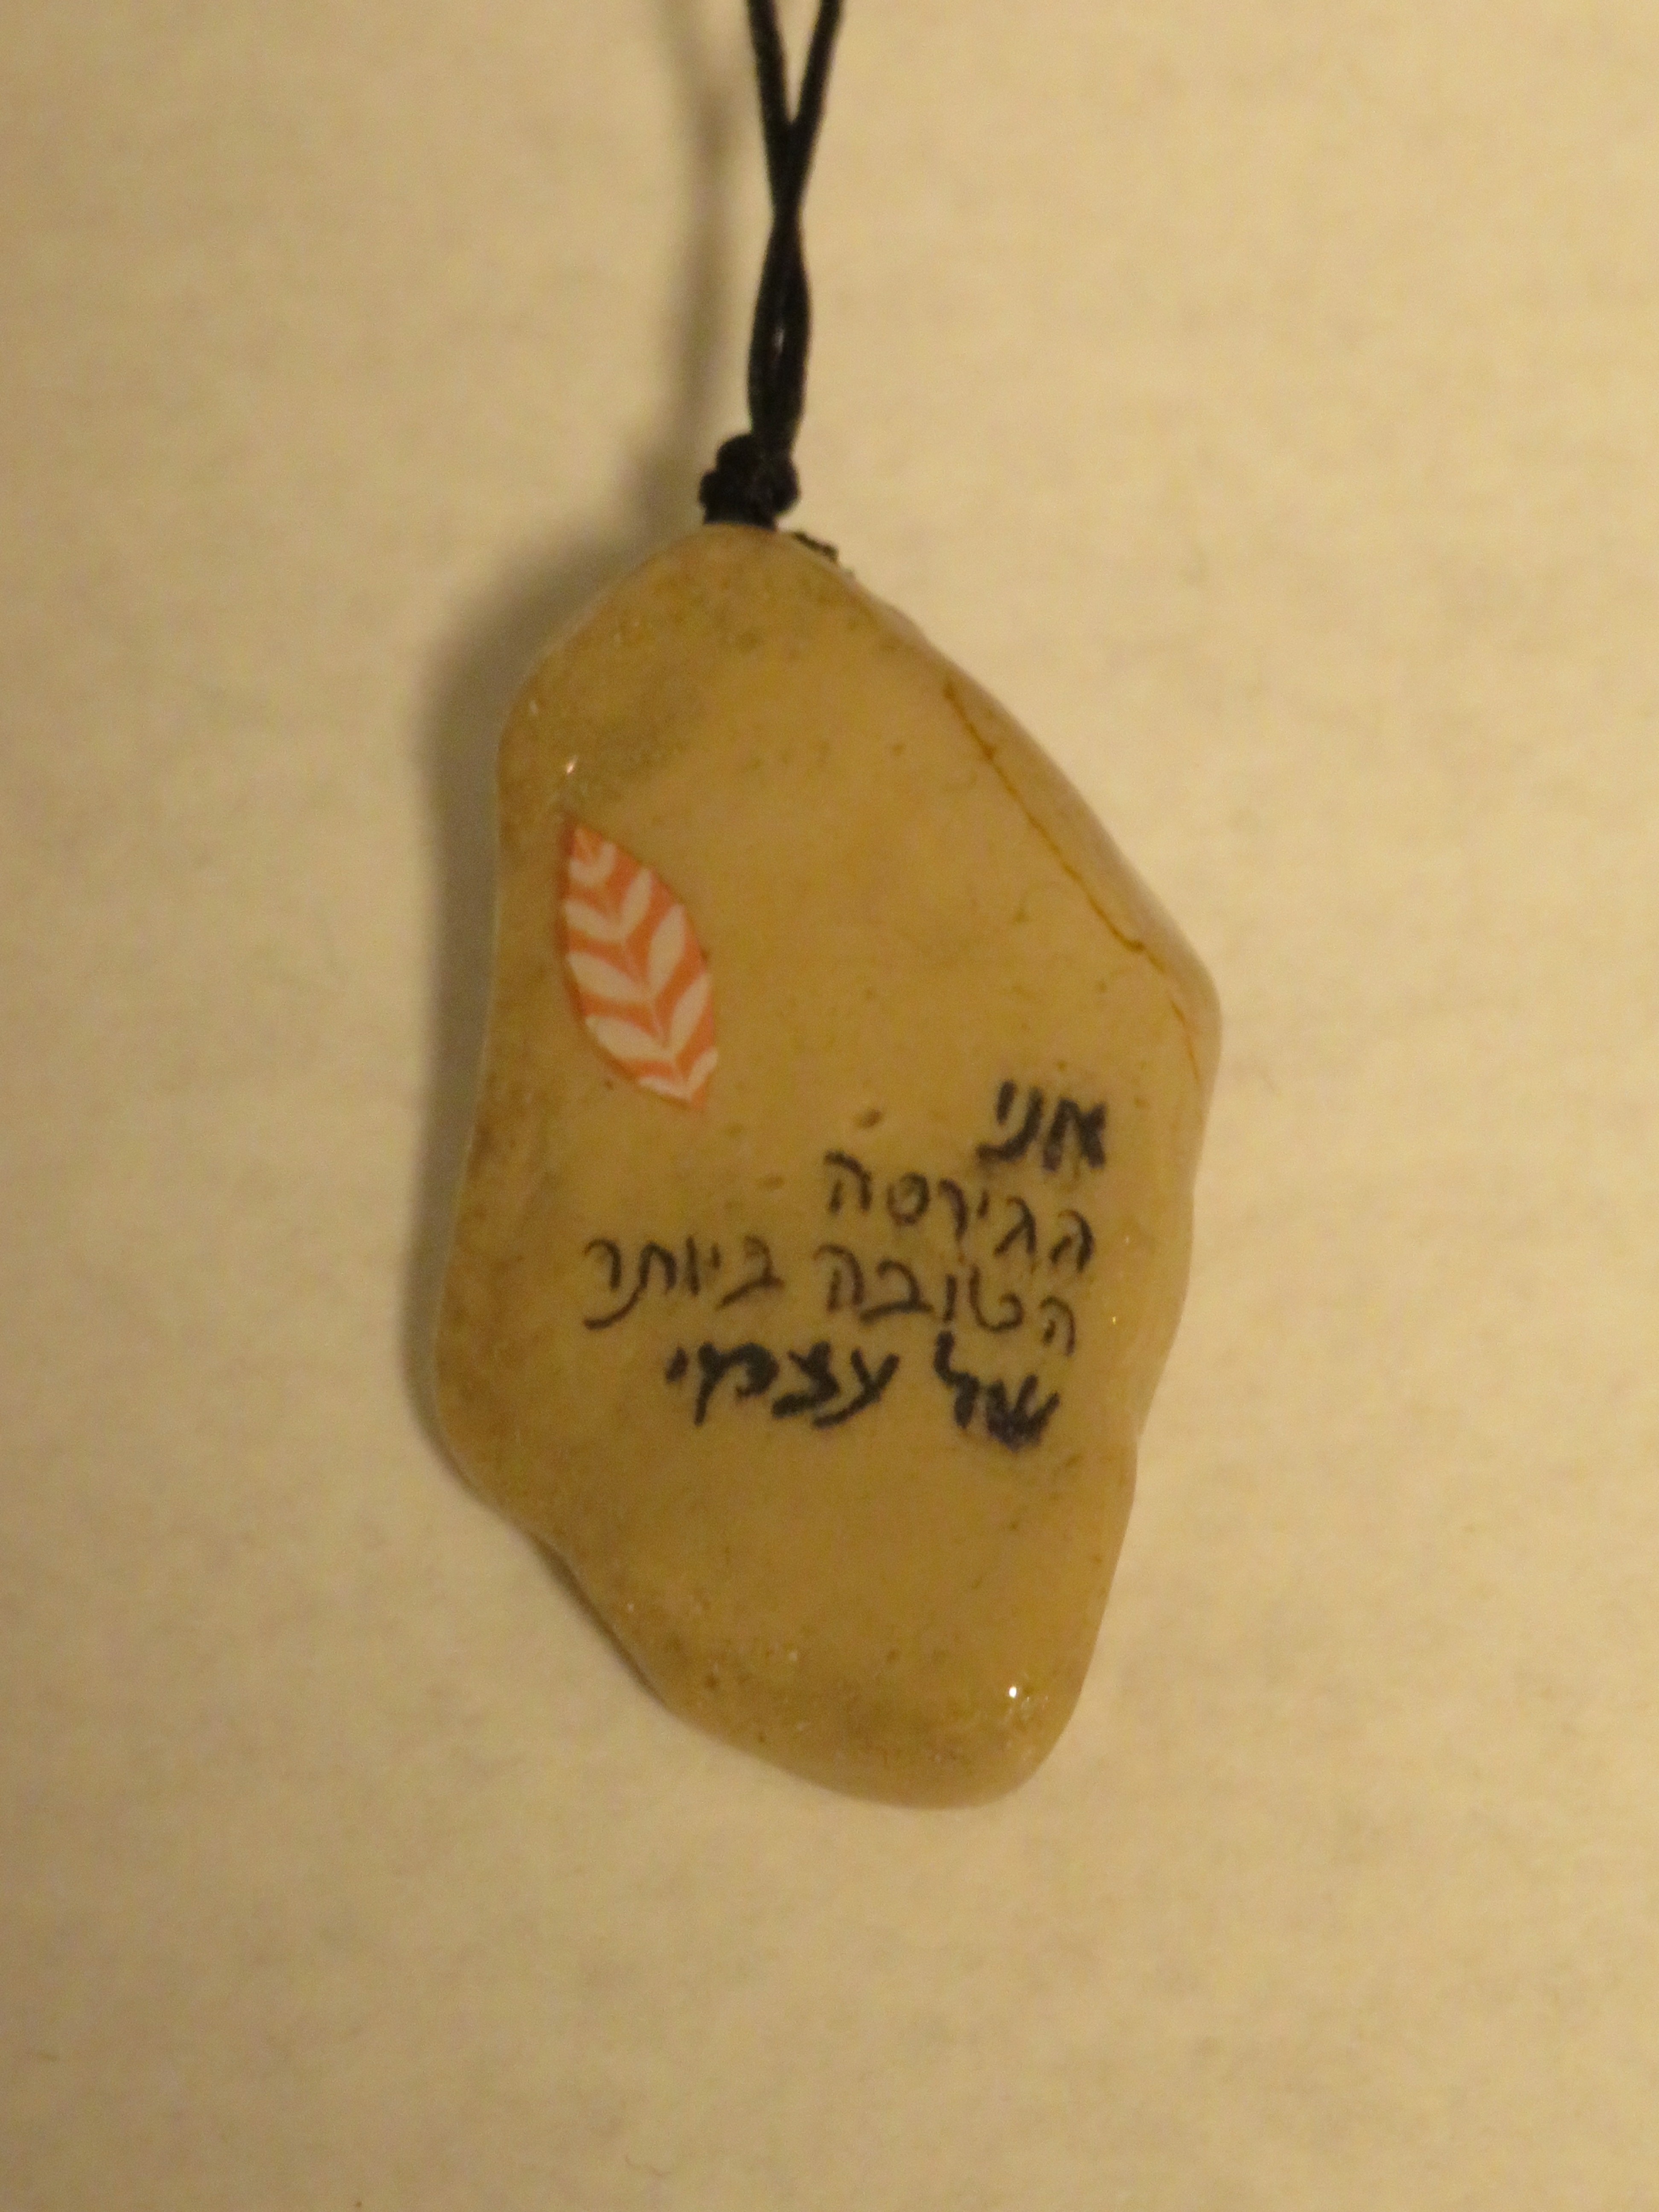 אני
הגירסה
הטובה ביותר
של עצמי